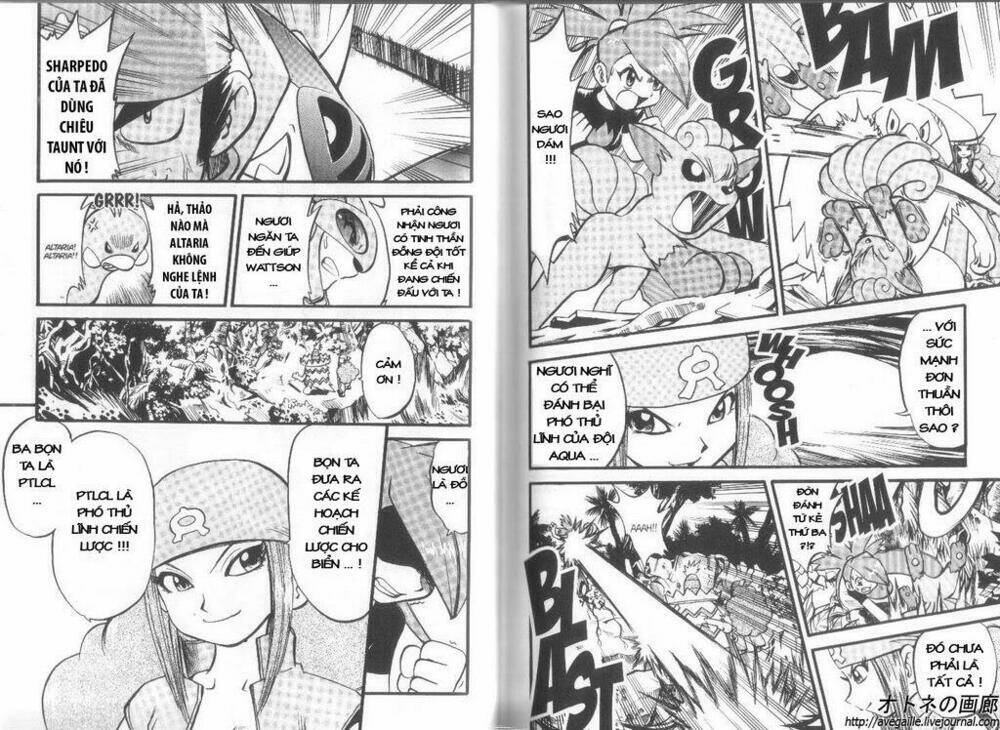 BAM
GROW
SAO
NGƯƠI
DÁM
!!!
NGƯƠI NGHĨ
CÓ THỂ
ĐÁNH BẠI
PHÓ THỦ
LĨNH CỦA ĐỘI
AQUA ...
WHOOSH
... VỚI
SỨC
MẠNH
ĐƠN
THUẦN
THÔI
SAO ?
SHAA
ĐÒN
ĐÁNH
TỪ KẺ
THỨ BA
?!?
AAAH!!
BLAST
ĐÓ CHƯA
PHẢI LÀ
TẤT CẢ !
SHARPEDO
CỦA TA ĐÃ
DÙNG
CHIÊU
TAUNT VỚI
NÓ !
PHẢI CÔNG
NHẬN NGƯƠI
CÓ TINH THẦN
ĐỒNG ĐỘI TỐT
KỂ CẢ KHI
ĐANG CHIẾN
ĐẤU VỚI TA !
NGƯƠI
NGĂN TA
ĐẾN GIÚP
WATTSON
...
HẢ, THẢO
NÀO MÀ
ALTARIA
KHÔNG
NGHE LỆNH
CỦA TA !
GRRR!
ALTARIA!
ALTARIA!!
CẢM
ƠN !
NGƯƠI
LÀ ĐỒ
...
BỌN TA
ĐƯA RA
CÁC KẾ
HOẠCH
CHIẾN
LƯỢC CHO
BIỂN ... !
BA BỌN
TA LÀ
PTLCL
...
PTLCL LÀ
PHÓ THỦ
LĨNH CHIẾN
LƯỢC !!!
オトネの画廊
http://avegaille.livejournal.com